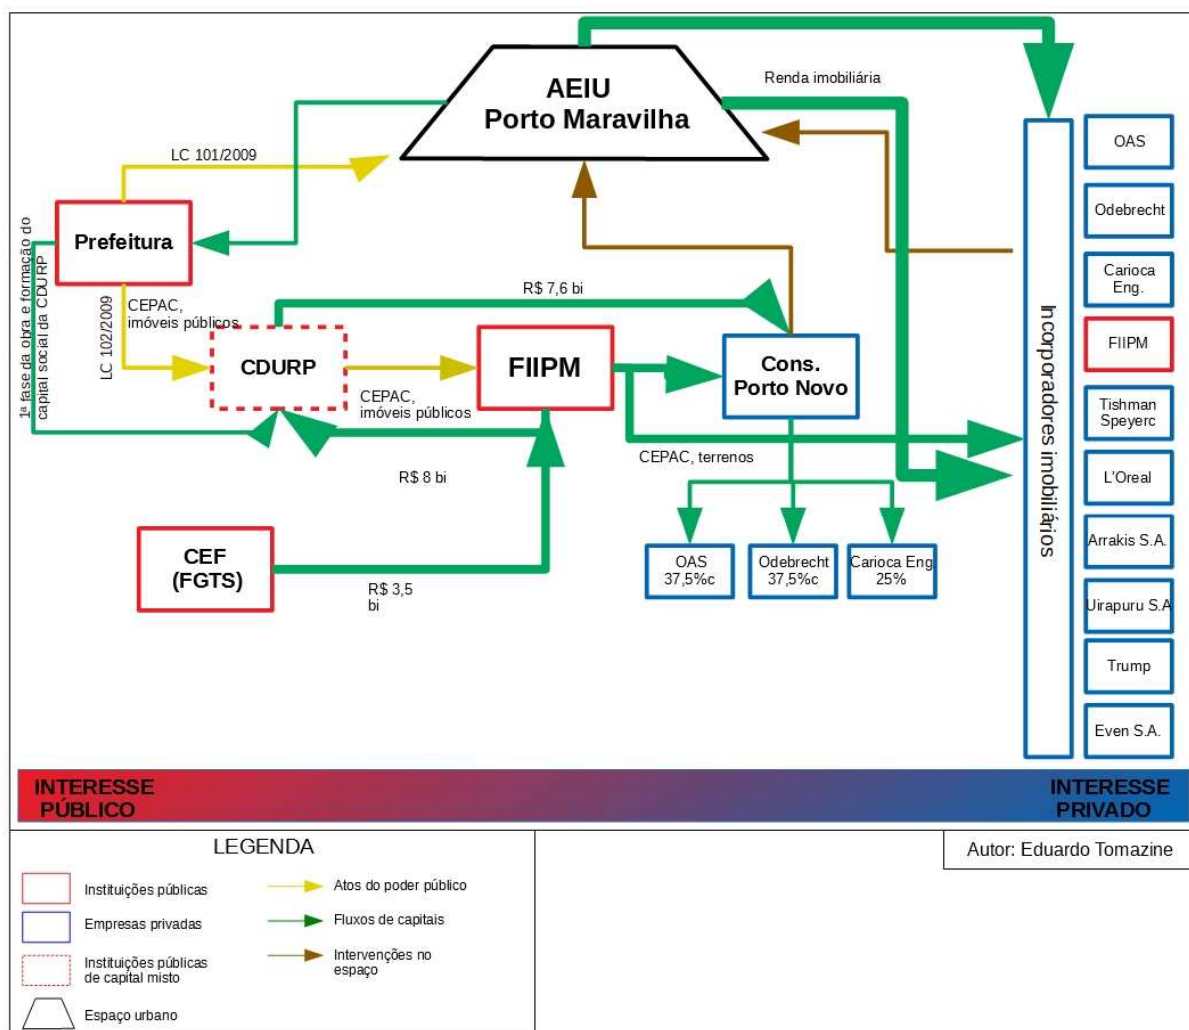 AEIU
Porto Maravilha
Renda imobiliária
LC 101/2009
Prefeitura
1ª fase da obra e formação do
capital social da CDURP
LC 102/2009
CEPAC,
imóveis públicos
R$ 7,6 bi
CDURP
CEPAC,
imóveis públicos
FIIPM
Cons.
Porto Novo
CEPAC, terrenos
R$ 8 bi
CEF
(FGTS)
R$ 3,5
bi
OAS
37,5%c
Odebrecht
37,5%c
Carioca Eng
25%
Incorporadores imobiliários
OAS
Odebrecht
Carioca
Eng.
FIIPM
Tishman
Speyerc
L'Oreal
Arrakis S.A.
Uirapuru S.A
Trump
Even S.A.
INTERESSE
PÚBLICO
INTERESSE
PRIVADO
LEGENDA
Instituições públicas
Empresas privadas
Instituições públicas
de capital misto
Espaço urbano
Atos do poder público
Fluxos de capitais
Intervenções no
espaço
Autor: Eduardo Tomazine